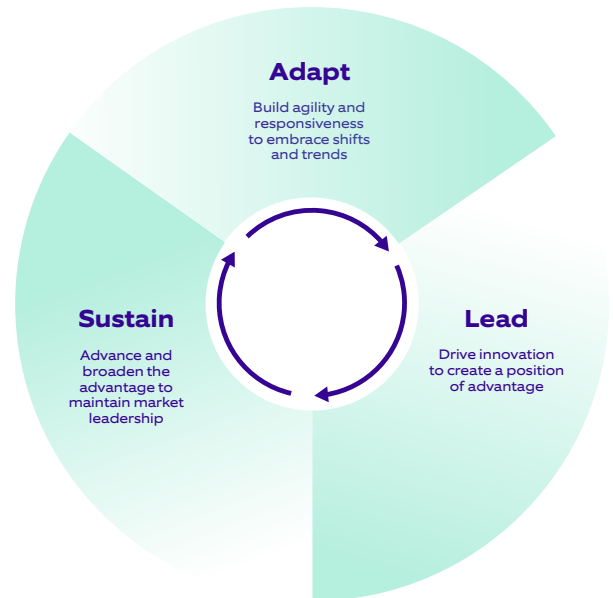 Adapt
Build agility and
responsiveness
to embrace shifts
and trends
Sustain
Advance and
broaden the
advantage to
maintain market
leadership
Lead
Drive innovation
to create a position
of advantage